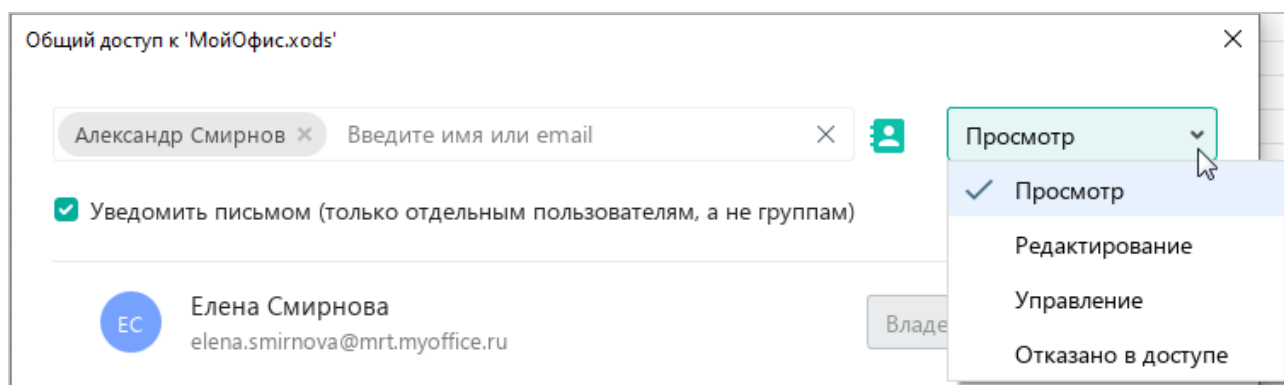 Общий доступ к 'МойОфис.xods'
Александр Смирнов Введите имя или email
Просмотр
Просмотр
Уведомить письмом (только отдельным пользователям, а не группам)
Редактирование
Управление
ЕС Елена Смирнова
elena.smirnova@mrt.myoffice.ru
Отказано в доступе